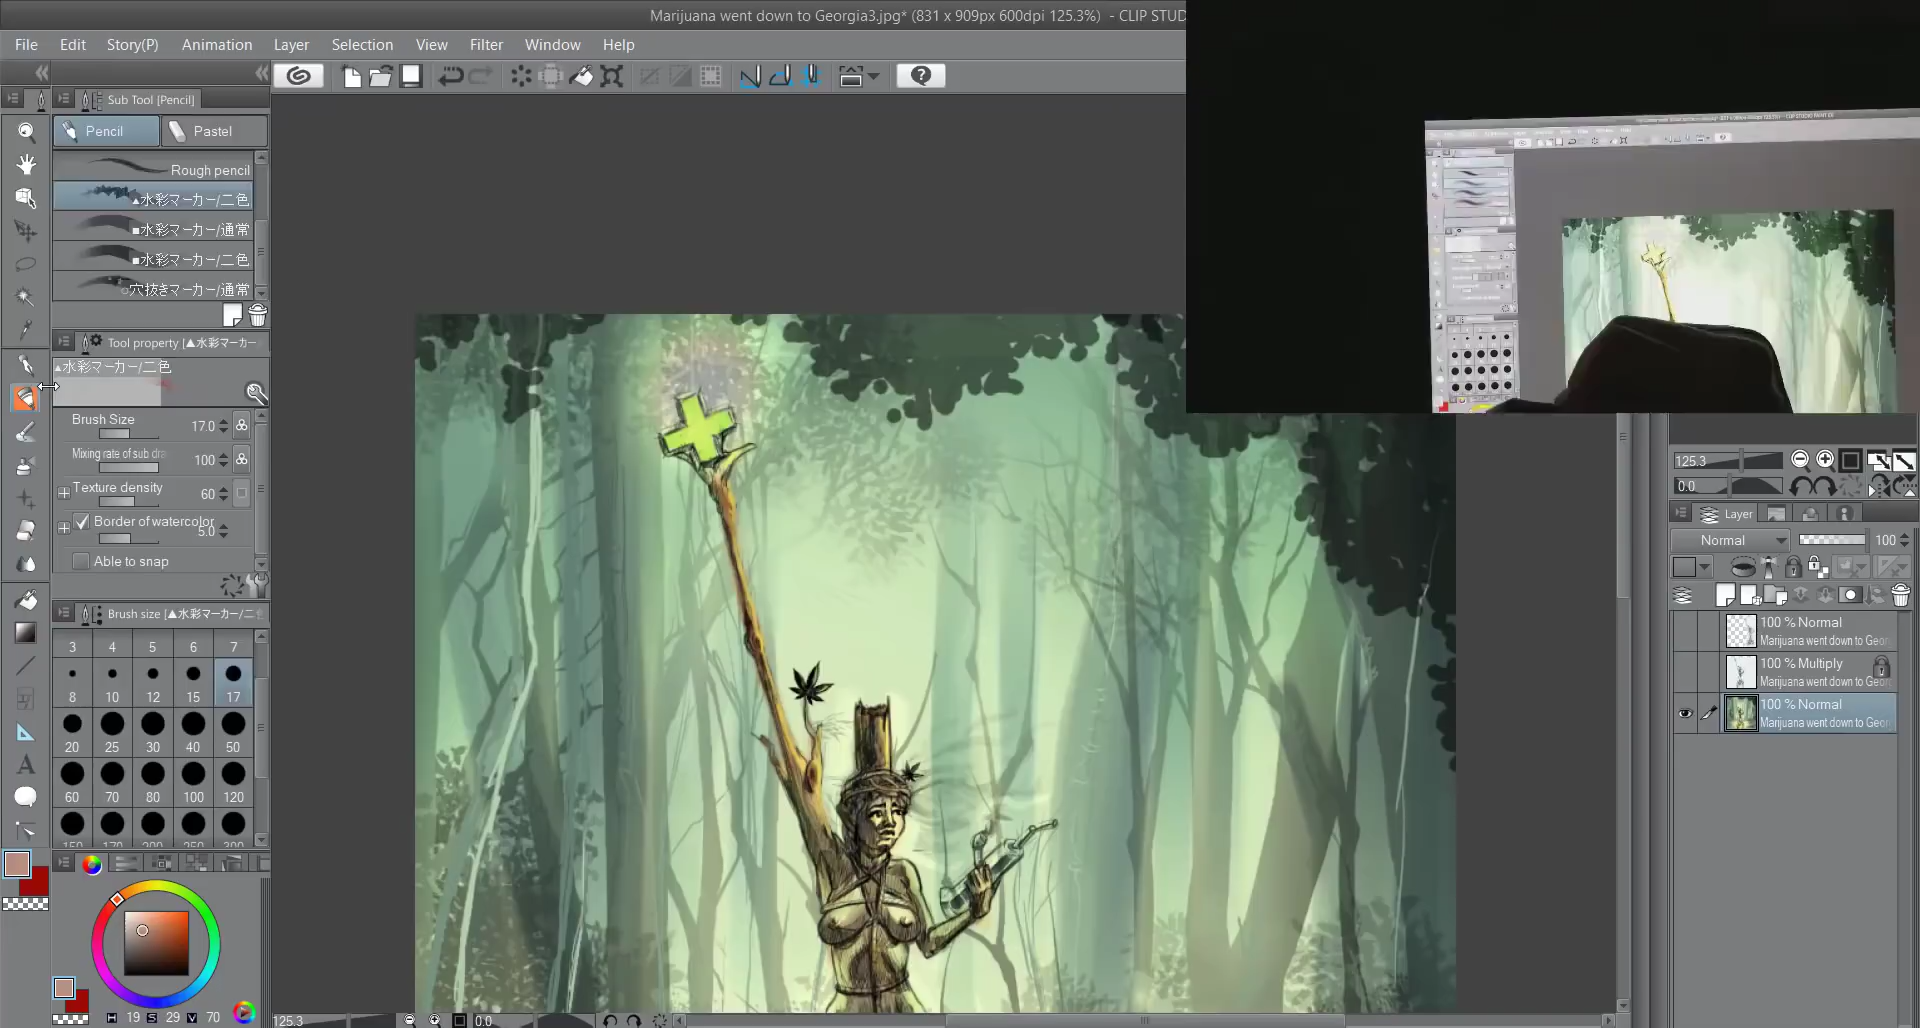 Marijuana went down to Georgia3.jpg* (831 x 909px 600dpi 125.3%)  - CLIP STUD
File Edit Story(P) Animation Layer Selection View Filter Window Help
Sub Tool [Pencil]
Pencil Pastel
Rough pencil
▲水彩マーカー/二色
■水彩マーカー/通常
■水彩マーカー/二色
○穴抜きマーカー/通常
Tool property [▲水彩マーカー
▲水彩マーカー/二色
Brush Size 17.0
Mixing rate of sub dra 100
Texture density 60
Border of watercolor 5.0
Able to snap
Brush size [▲水彩マーカー/二色
3 4 5 6 7
8 10 12 15 17
20 25 30 40 50
60 70 80 100 120
150 170 200 250 300
H 19 S 29 V 70
125.3 0.0
125.3
0.0
Layer
Normal 100
100 % Normal
Marijuana went down to Geor
100 % Multiply
Marijuana went down to Geor
100 % Normal
Marijuana went down to Geor